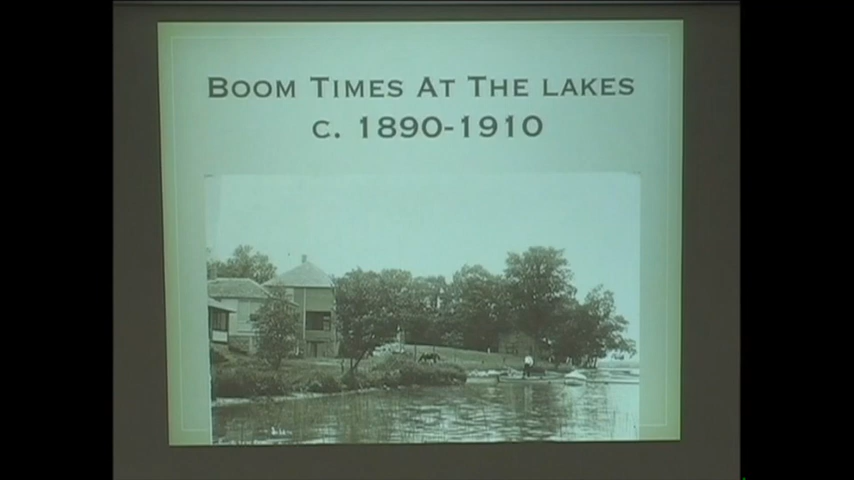 BOOM TIMES AT THE LAKES
C. 1890-1910